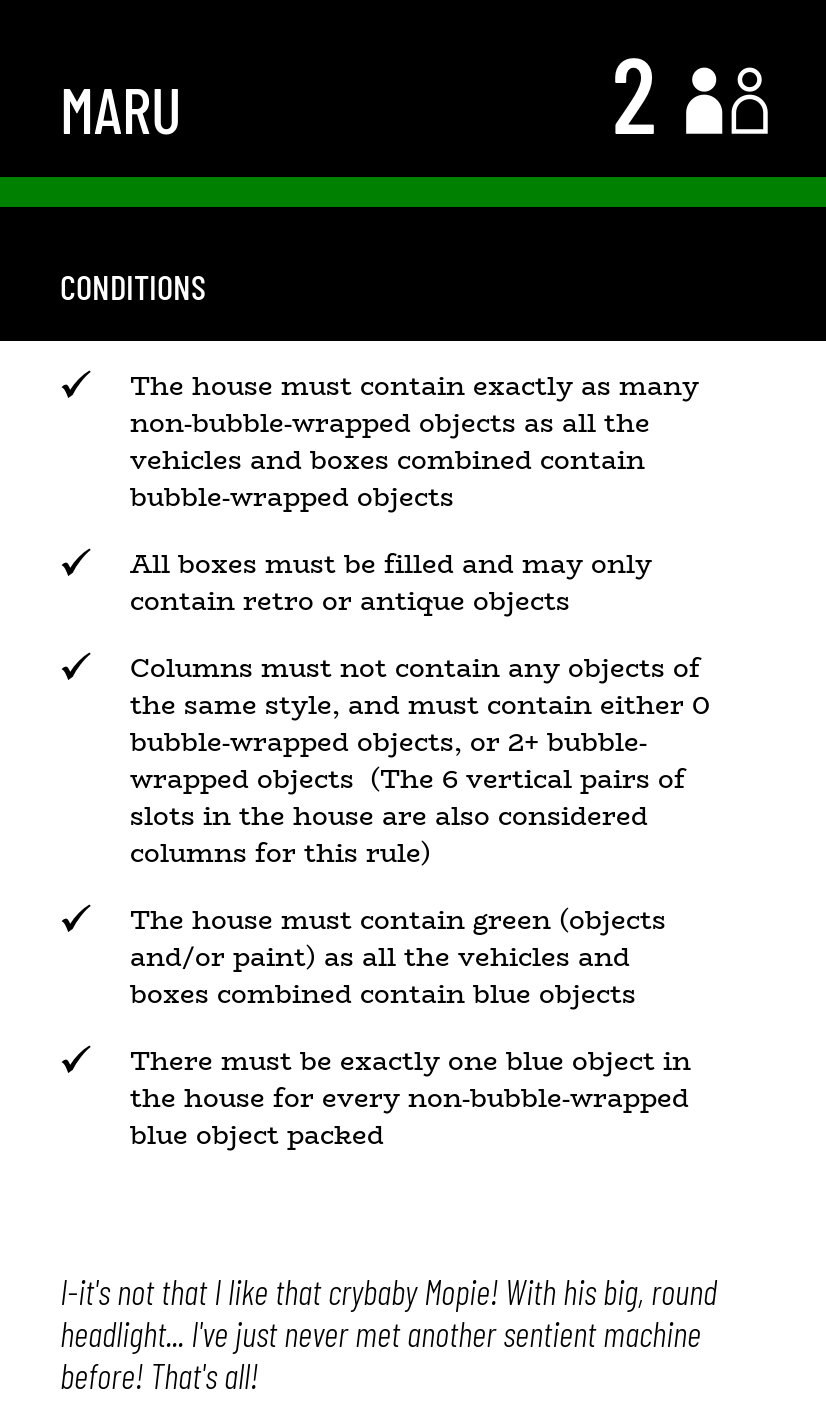 MARU
2
CONDITIONS
The house must contain exactly as many
non-bubble-wrapped objects as all the
vehicles and boxes combined contain
bubble-wrapped objects
All boxes must be filled and may only
contain retro or antique objects
Columns must not contain any objects of
the same style, and must contain either 0
bubble-wrapped objects, or 2+ bubble-
wrapped objects  (The 6 vertical pairs of
slots in the house are also considered
columns for this rule)
The house must contain green (objects
and/or paint) as all the vehicles and
boxes combined contain blue objects
There must be exactly one blue object in
the house for every non-bubble-wrapped
blue object packed
I-it's not that I like that crybaby Mopie! With his big, round
headlight... I've just never met another sentient machine
before! That's all!